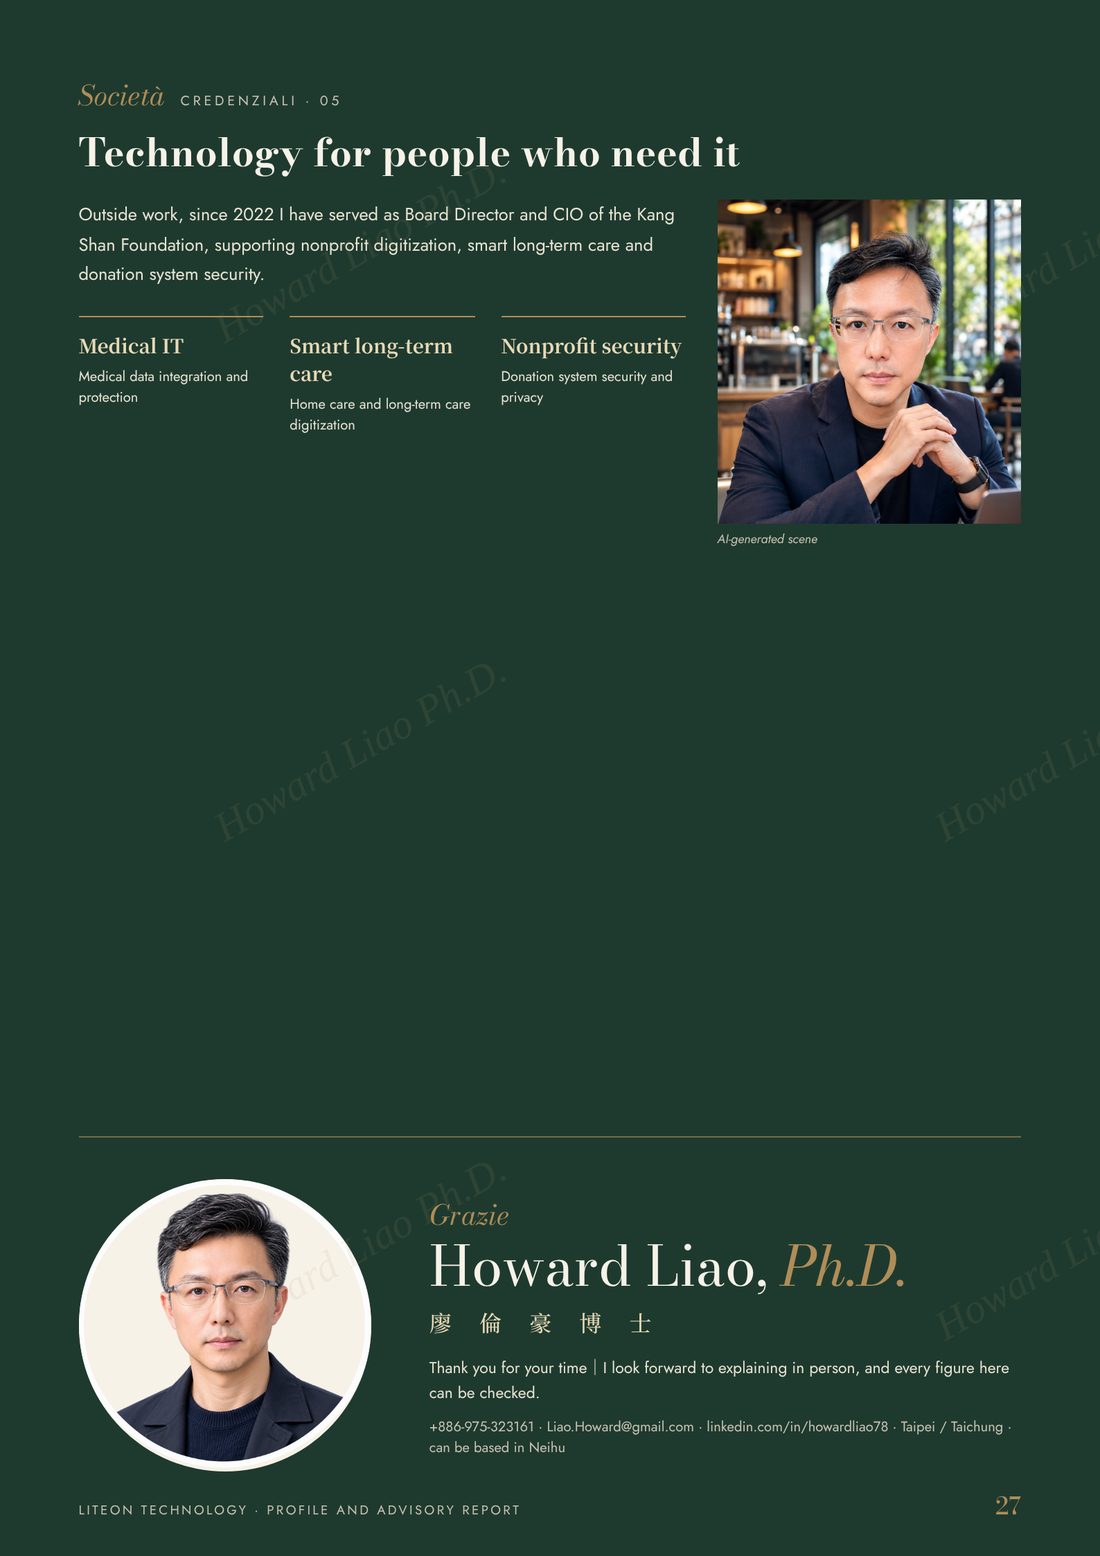 Società CREDENZIALI · 05
Technology for people who need it
Outside work, since 2022 I have served as Board Director and CIO of the Kang
Shan Foundation, supporting nonprofit digitization, smart long-term care and
donation system security.
Medical IT
Medical data integration and
protection
Smart long-term
care
Home care and long-term care
digitization
Nonprofit security
Donation system security and
privacy
AI-generated scene
Howard Liao Ph.D.
Howard Liao Ph.D.
Grazie
Howard Liao, Ph.D.
廖倫豪博士
Thank you for your time | I look forward to explaining in person, and every figure here
can be checked.
+886-975-323161 · Liao.Howard@gmail.com · linkedin.com/in/howardliao78 · Taipei / Taichung ·
can be based in Neihu
LITEON TECHNOLOGY · PROFILE AND ADVISORY REPORT
27